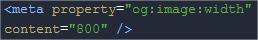 <meta property="og:image:width"
content="800" />